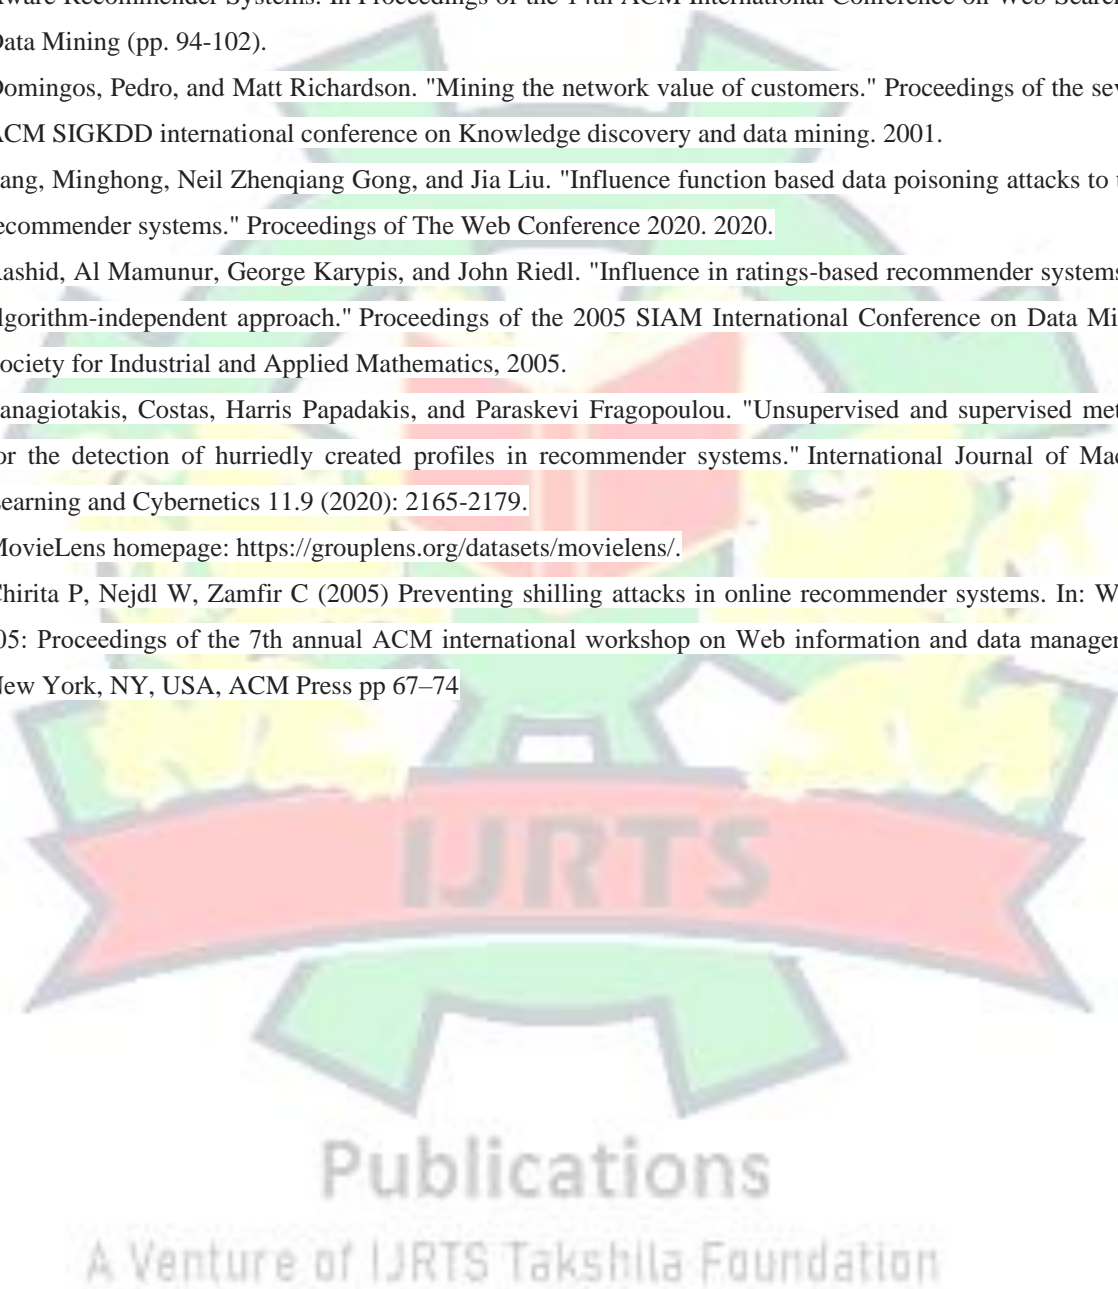 Aware Recommender Systems. In Proceedings of the 14th ACM International Conference on Web Search
Data Mining (pp. 94-102).
Domingos, Pedro, and Matt Richardson. "Mining the network value of customers." Proceedings of the sev
ACM SIGKDD international conference on Knowledge discovery and data mining. 2001.
ang, Minghong, Neil Zhenqiang Gong, and Jia Liu. "Influence function based data poisoning attacks to t
ecommender systems." Proceedings of The Web Conference 2020. 2020.
ashid, Al Mamunur, George Karypis, and John Riedl. "Influence in ratings-based recommender systems
lgorithm-independent approach." Proceedings of the 2005 SIAM International Conference on Data Mi
ociety for Industrial and Applied Mathematics, 2005.
anagiotakis, Costas, Harris Papadakis, and Paraskevi Fragopoulou. "Unsupervised and supervised met
or the detection of hurriedly created profiles in recommender systems." International Journal of Mac
earning and Cybernetics 11.9 (2020): 2165-2179.
MovieLens homepage: https://grouplens.org/datasets/movielens/.
hirita P, Nejdl W, Zamfir C (2005) Preventing shilling attacks in online recommender systems. In: W
05: Proceedings of the 7th annual ACM international workshop on Web information and data manager
New York, NY, USA, ACM Press pp 67–74
IJRTS
Publications
A Venture of IJRTS Takshila Foundation